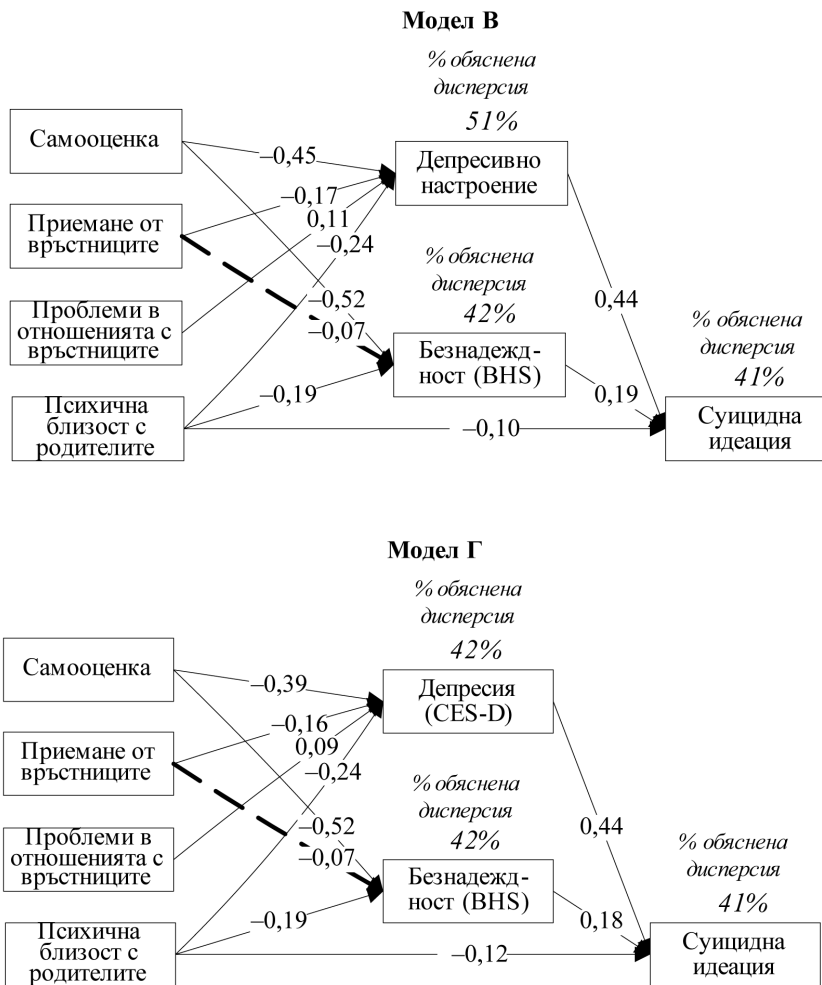 Модел В
% обяснена
дисперсия
51%
Самооценка
–0,45
Депресивно
настроение
–0,17
Приемане от
връстниците
0,11
–0,24
% обяснена
дисперсия
42%
–0,52
0,44
Проблеми в
отношенията с
връстниците
–0,07
% обяснена
дисперсия
41%
Безнадежд-
ност (BHS)
–0,19
0,19
Психична
близост с
родителите
–0,10
Суицидна
идеация
Модел Г
% обяснена
дисперсия
42%
Самооценка
–0,39
Депресия
(CES-D)
–0,16
Приемане от
връстниците
0,09
–0,24
% обяснена
дисперсия
42%
–0,52
0,44
Проблеми в
отношенията с
връстниците
–0,07
% обяснена
дисперсия
41%
Безнадежд-
ност (BHS)
–0,19
0,18
Психична
близост с
родителите
–0,12
Суицидна
идеация